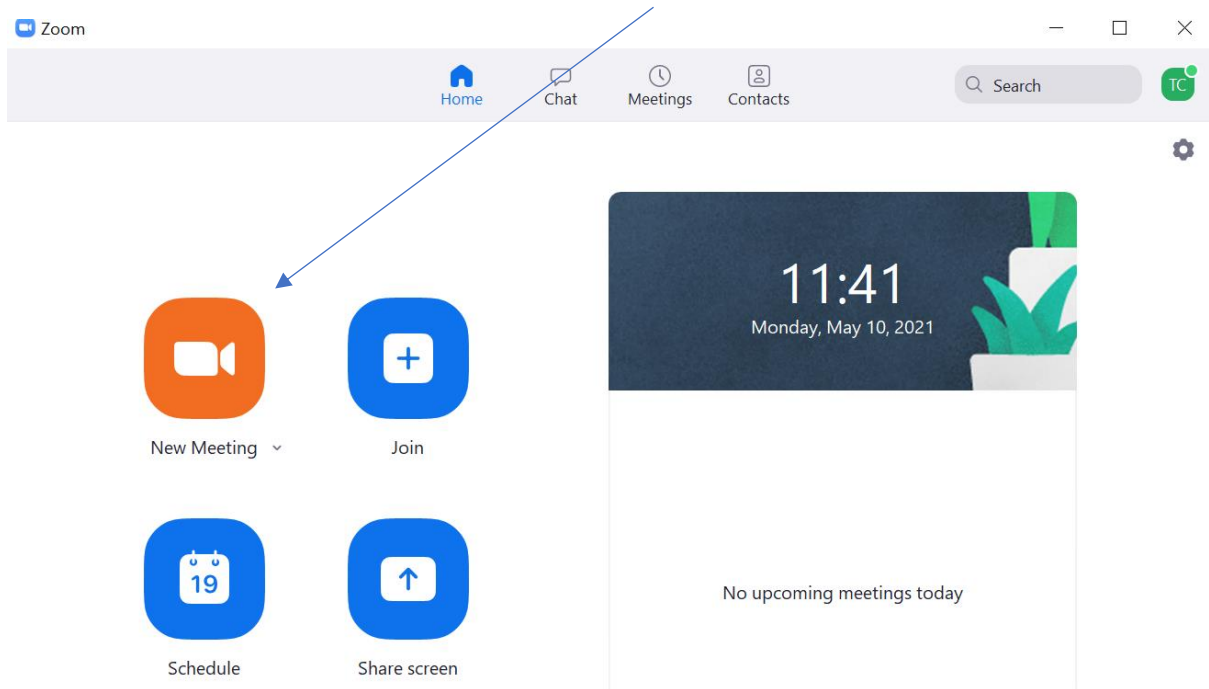 Zoom
Home Chat Meetings Contacts Search TC
11:41
Monday, May 10, 2021
New Meeting Join
19
No upcoming meetings today
Schedule Share screen